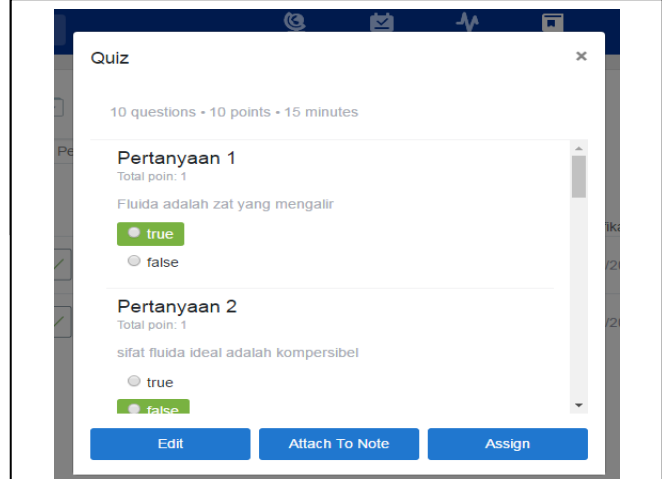 Quiz
×
10 questions • 10 points • 15 minutes
Pertanyaan 1
Total poin: 1
Fluida adalah zat yang mengalir
true
false
Pertanyaan 2
Total poin: 1
sifat fluida ideal adalah kompersibel
true
false
Edit
Attach To Note
Assign